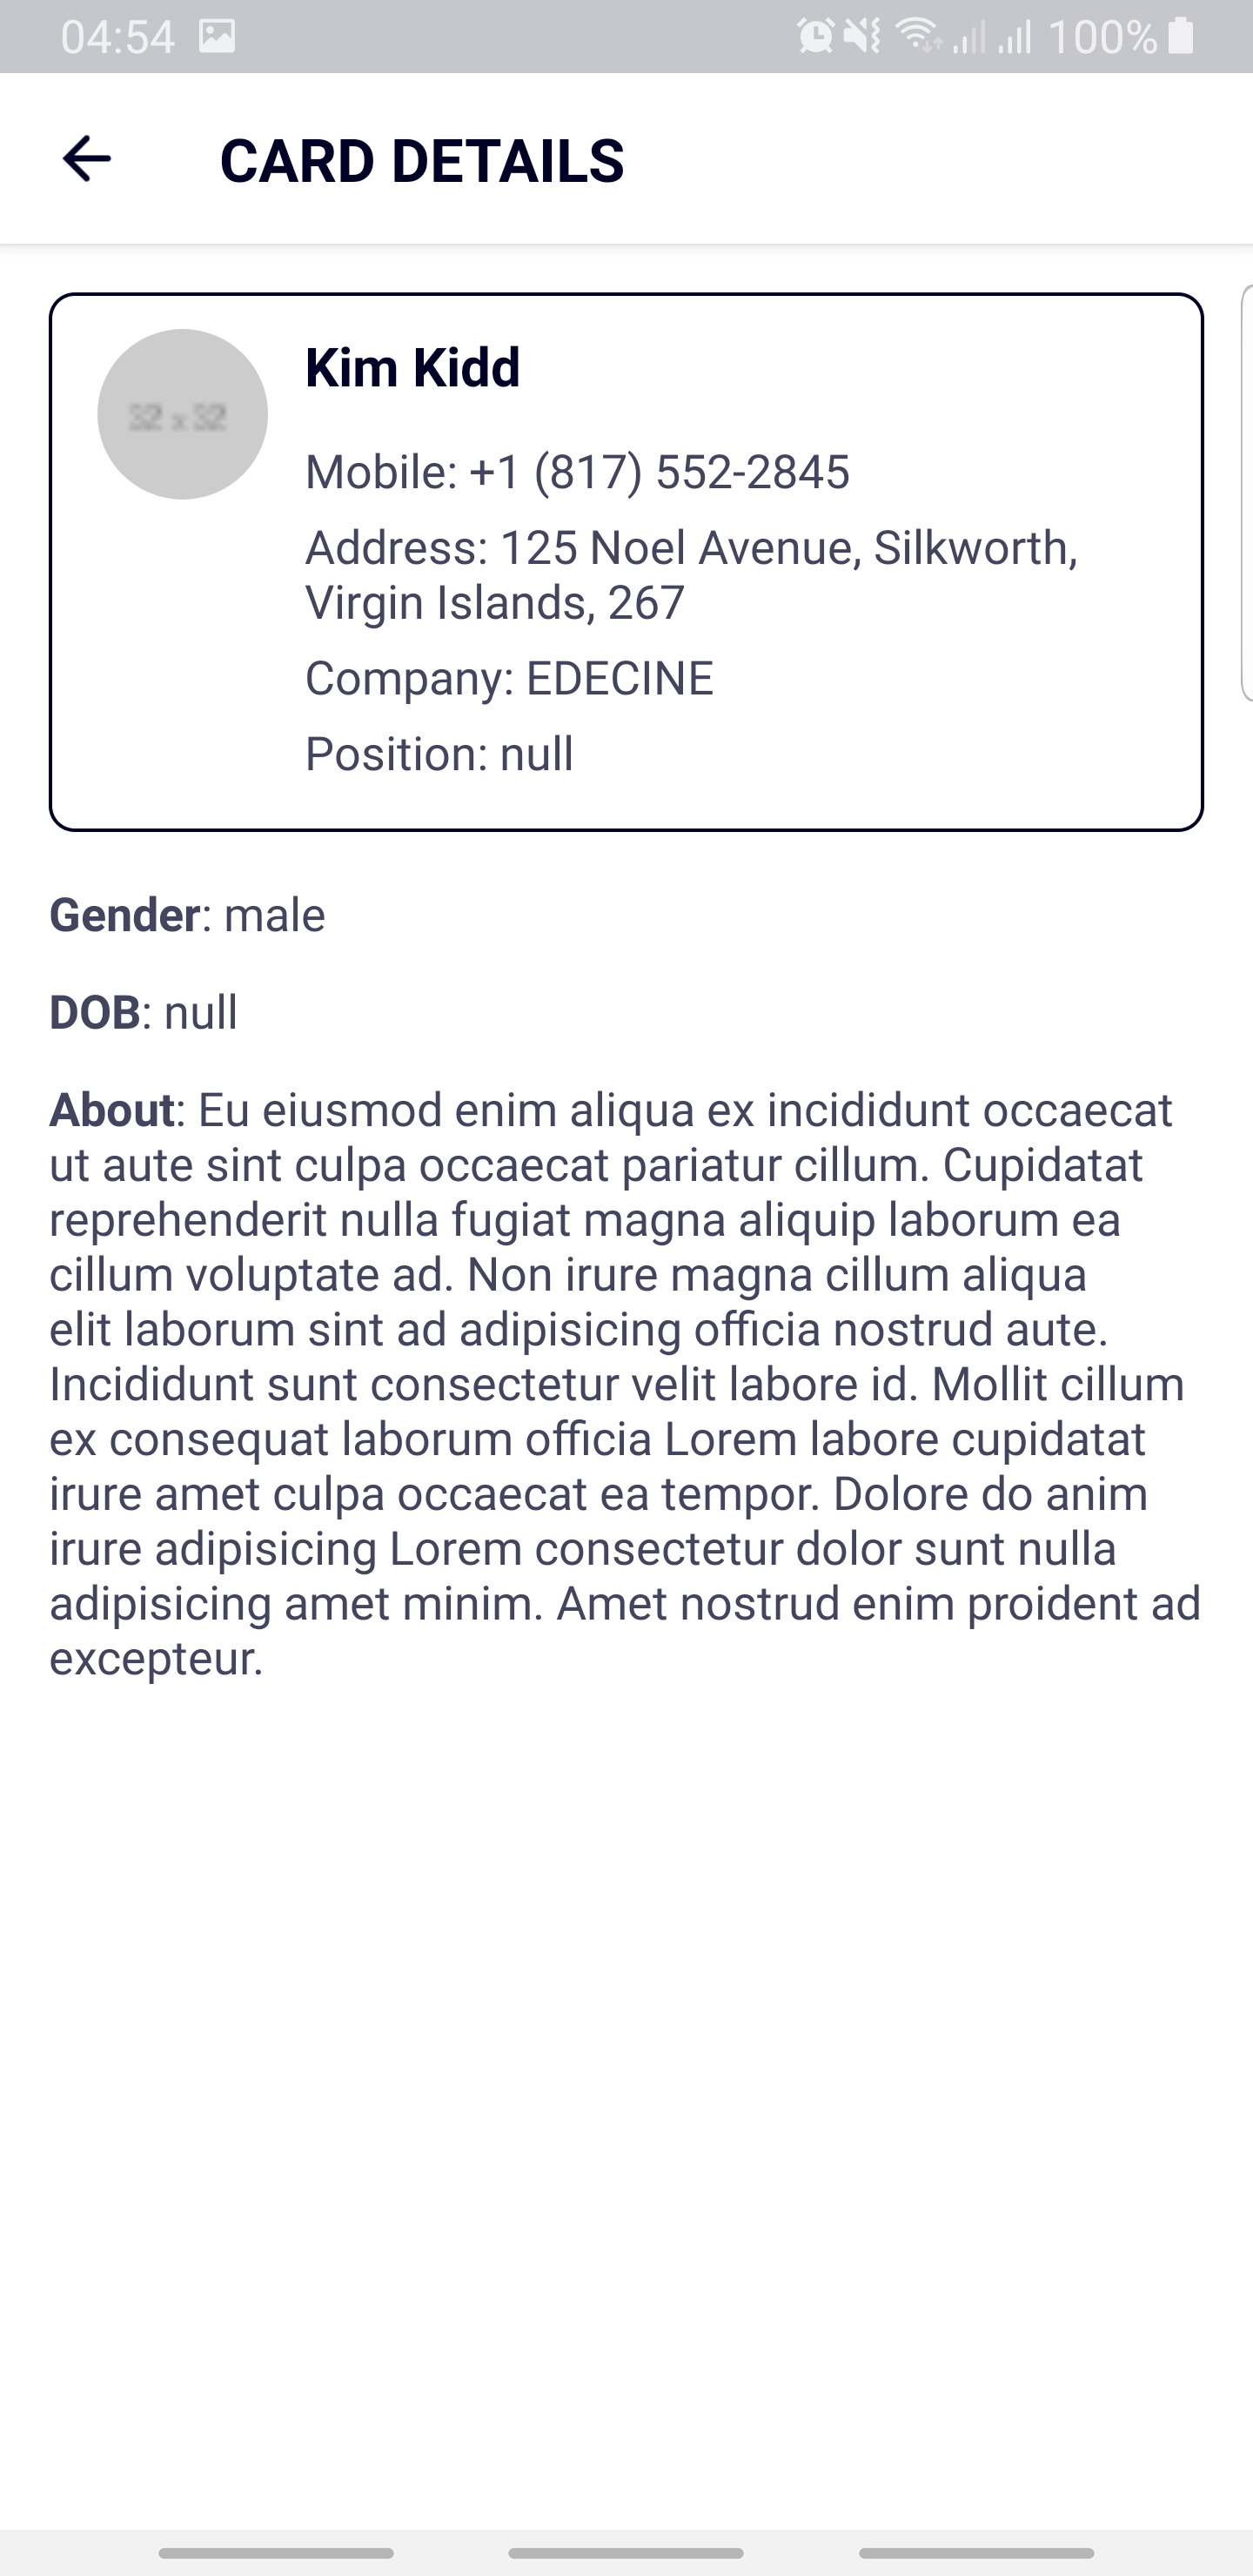 04:54
100%
CARD DETAILS
32 x 32
Kim Kidd
Mobile: +1 (817) 552-2845
Address: 125 Noel Avenue, Silkworth,
Virgin Islands, 267
Company: EDECINE
Position: null
Gender: male
DOB: null
About: Eu eiusmod enim aliqua ex incididunt occaecat
ut aute sint culpa occaecat pariatur cillum. Cupidatat
reprehenderit nulla fugiat magna aliquip laborum ea
cillum voluptate ad. Non irure magna cillum aliqua
elit laborum sint ad adipisicing officia nostrud aute.
Incididunt sunt consectetur velit labore id. Mollit cillum
ex consequat laborum officia Lorem labore cupidatat
irure amet culpa occaecat ea tempor. Dolore do anim
irure adipisicing Lorem consectetur dolor sunt nulla
adipisicing amet minim. Amet nostrud enim proident ad
excepteur.